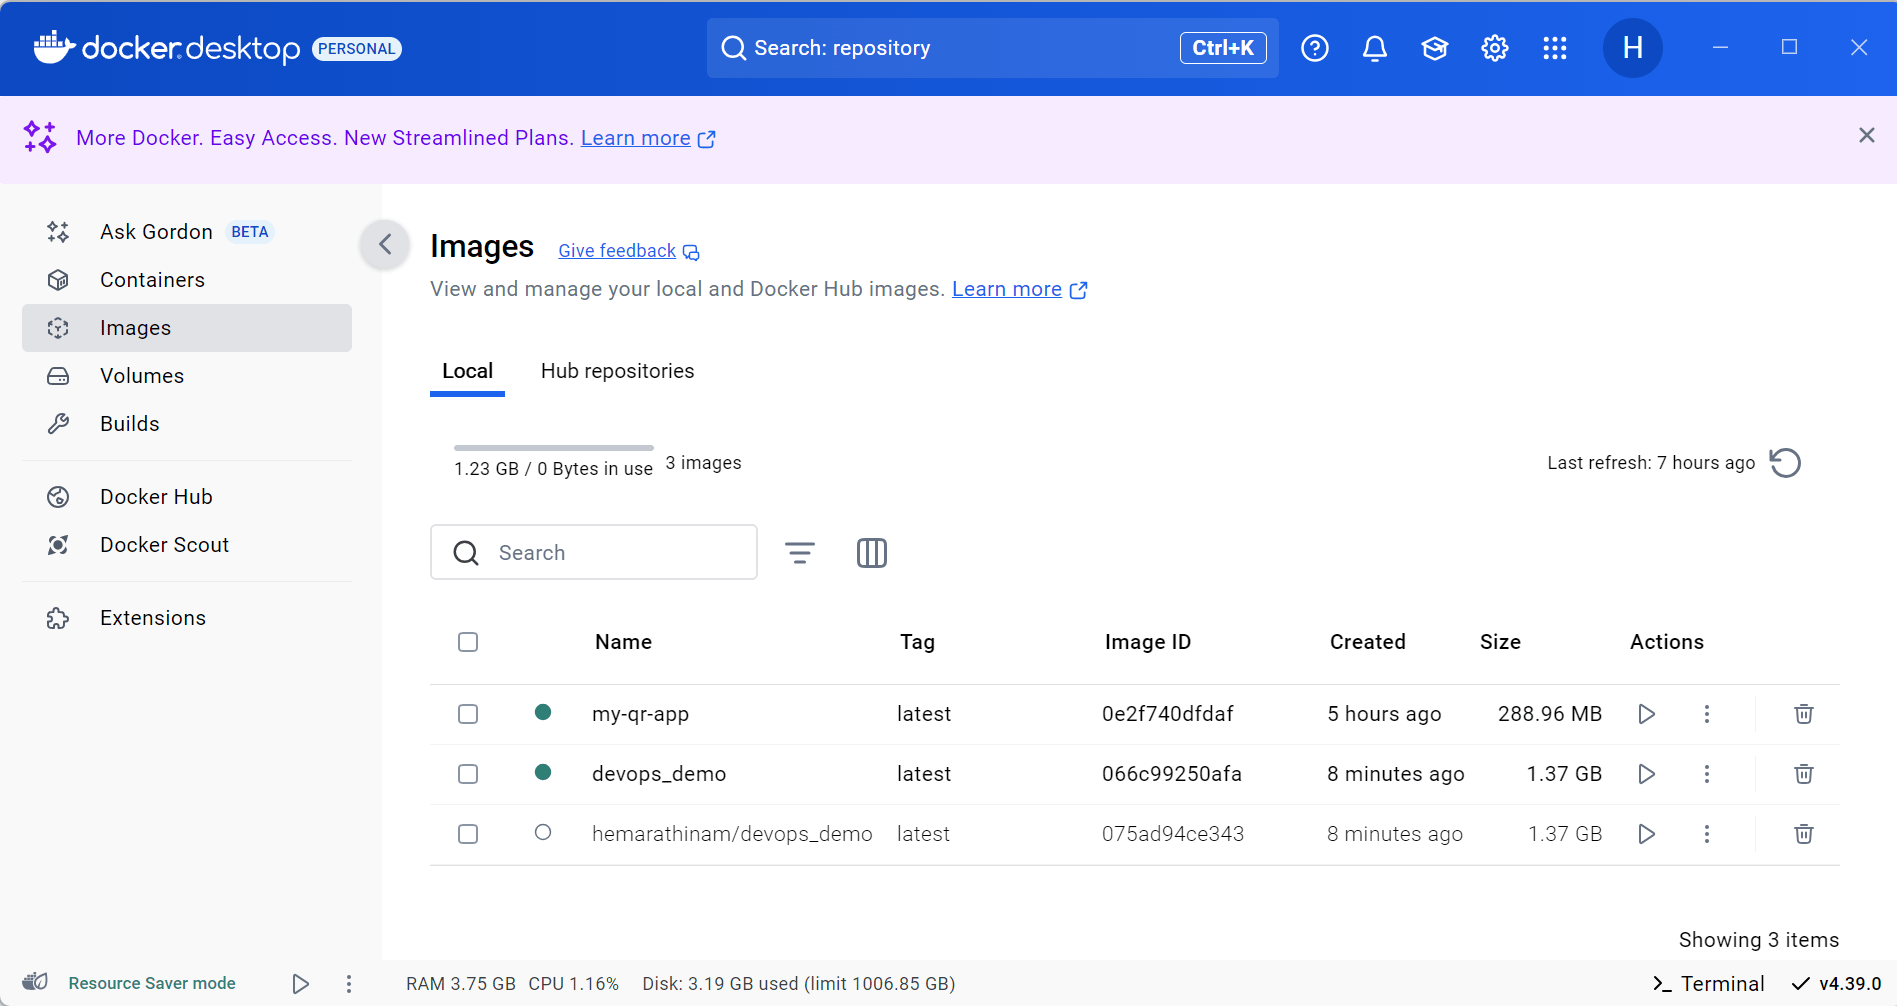 docker desktop PERSONAL
Search: repository Ctrl+K
H
More Docker. Easy Access. New Streamlined Plans. Learn more
Ask Gordon BETA
Containers
Images
Volumes
Builds
Docker Hub
Docker Scout
Extensions
Images Give feedback
View and manage your local and Docker Hub images. Learn more
Local Hub repositories
1.23 GB / 0 Bytes in use 3 images
Last refresh: 7 hours ago
Search
Name Tag Image ID Created Size Actions
my-qr-app latest 0e2f740dfdaf 5 hours ago 288.96 MB
devops_demo latest 066c99250afa 8 minutes ago 1.37 GB
hemarathinam/devops_demo latest 075ad94ce343 8 minutes ago 1.37 GB
Showing 3 items
Resource Saver mode RAM 3.75 GB CPU 1.16% Disk: 3.19 GB used (limit 1006.85 GB) >_ Terminal v4.39.0